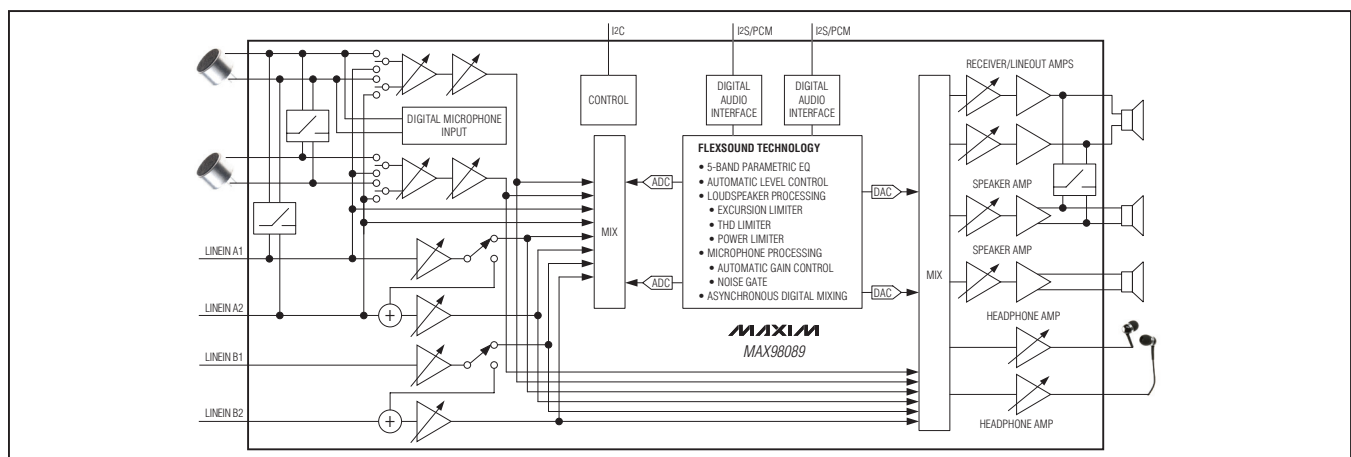 I2C
I2S/PCM
I2S/PCM
RECEIVER/LINEOUT AMPS
CONTROL
DIGITAL
AUDIO
INTERFACE
DIGITAL
AUDIO
INTERFACE
DIGITAL MICROPHONE
INPUT
FLEXSOUND TECHNOLOGY
• 5-BAND PARAMETRIC EQ
• AUTOMATIC LEVEL CONTROL
• LOUDSPEAKER PROCESSING
• EXCURSION LIMITER
• THD LIMITER
• POWER LIMITER
• MICROPHONE PROCESSING
• AUTOMATIC GAIN CONTROL
• NOISE GATE
• ASYNCHRONOUS DIGITAL MIXING
ADC
ADC
DAC
DAC
MIX
MIX
SPEAKER AMP
SPEAKER AMP
HEADPHONE AMP
HEADPHONE AMP
LINEIN A1
LINEIN A2
+
LINEIN B1
LINEIN B2
+
MAXIM
MAX98089